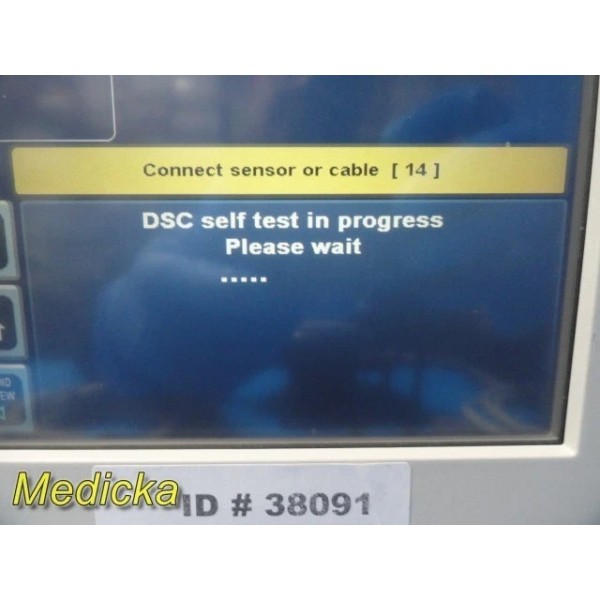 Connect sensor or cable [ 14 ]
DSC self test in progress
Please wait
.....
Medicka
ID # 38091